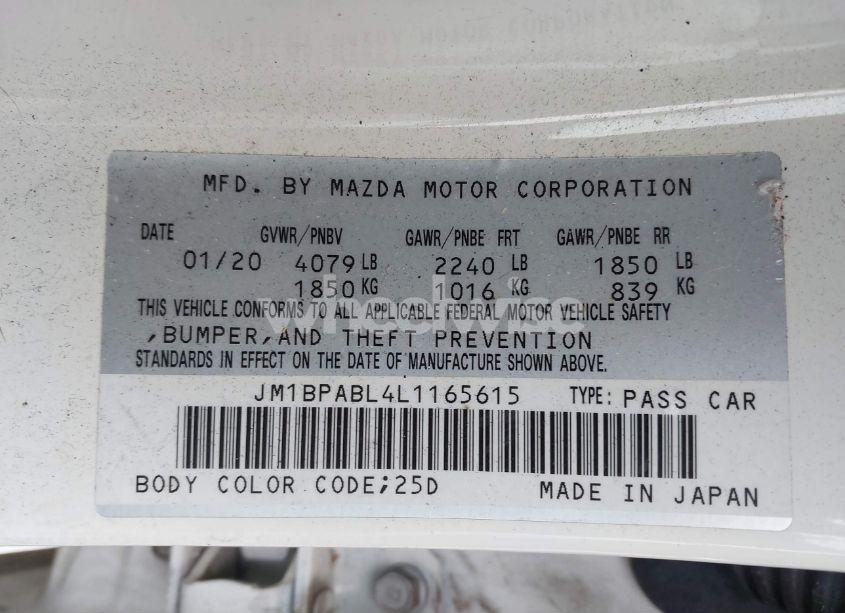 MFD. BY MAZDA MOTOR CORPORATION
DATE GVWR/PNBV GAWR/PNBE FRT GAWR/PNBE RR
01/20 4079 LB 2240 LB 1850 LB
1850 KG 1016 KG 839 KG
THIS VEHICLE CONFORMS TO ALL APPLICABLE FEDERAL MOTOR VEHICLE SAFETY
,BUMPER,AND THEFT PREVENTION
STANDARDS IN EFFECT ON THE DATE OF MANUFACTURE SHOWN ABOVE.
JM1BPABL4L1165615 TYPE: PASS CAR
BODY COLOR CODE;25D MADE IN JAPAN
wheelwise